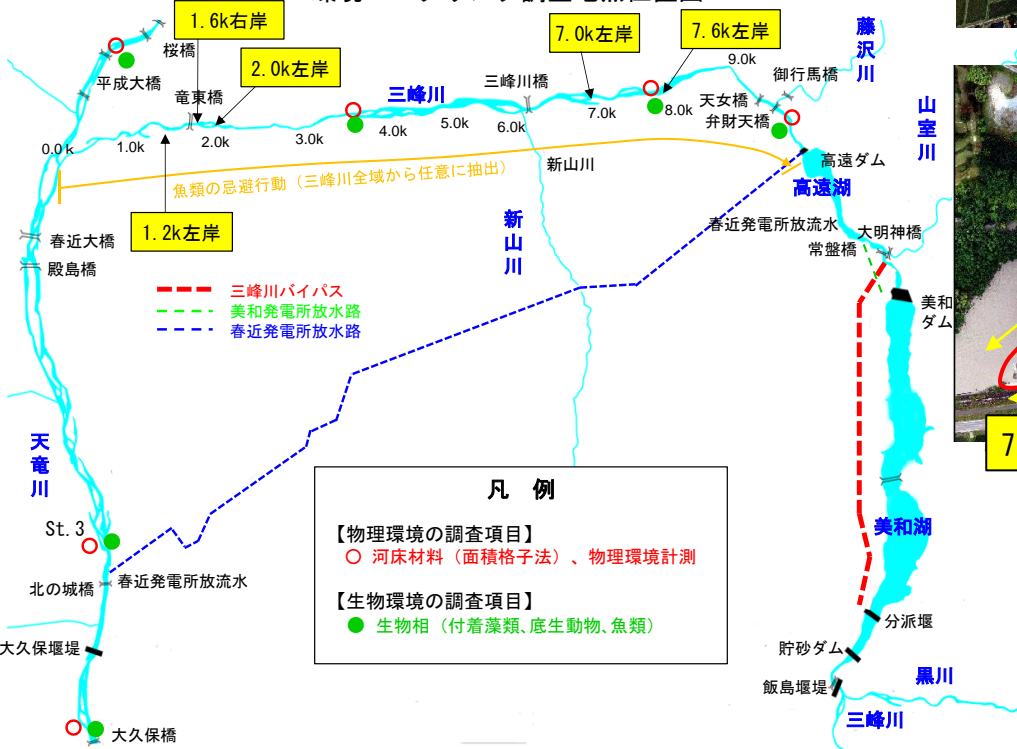 1.6k右岸
桜橋
平成大橋
竜東橋
2.0k左岸
三峰川
7.0k左岸
三峰川橋
7.6k左岸
9.0k
藤沢川
御行馬橋
天女橋
弁財天橋
山室川
0.0k
1.0k
2.0k
3.0k
4.0k
5.0k
6.0k
7.0k
8.0k
魚類の忌避行動（三峰川全域から任意に抽出）
新山川
高遠ダム
高遠湖
1.2k左岸
春近大橋
殿島橋
新山川
春近発電所放流水
大明神橋
常盤橋
三峰川バイパス
美和発電所放水路
春近発電所放水路
美和
ダム
天竜川
St.3
北の城橋
春近発電所放流水
大久保堰堤
大久保橋
凡 例
【物理環境の調査項目】
河床材料（面積格子法）、物理環境計測
【生物環境の調査項目】
生物相（付着藻類、底生動物、魚類）
美和湖
分派堰
貯砂ダム
飯島堰堤
黒川
三峰川
7